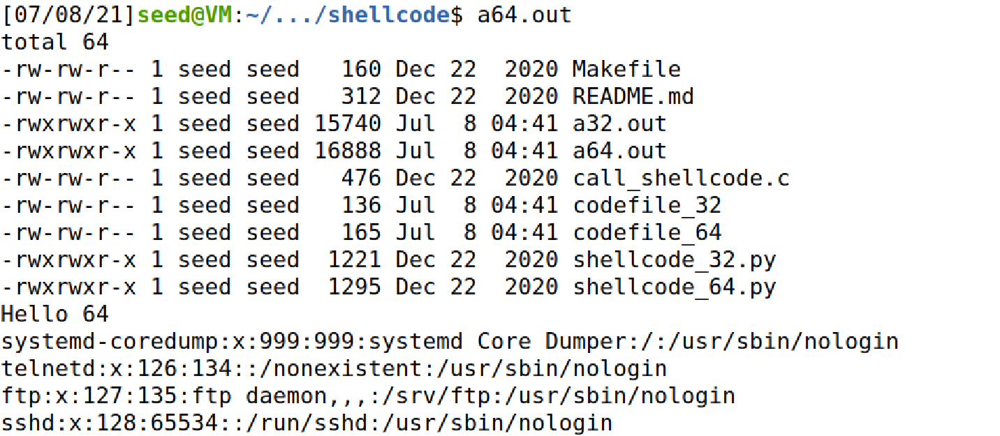 [07/08/21]seed@VM:~/.../shellcode$ a64.out
total 64
-rw-rw-r-- 1 seed seed   160 Dec 22  2020 Makefile
-rw-rw-r-- 1 seed seed   312 Dec 22  2020 README.md
-rwxrwxr-x 1 seed seed 15740 Jul  8 04:41 a32.out
-rwxrwxr-x 1 seed seed 16888 Jul  8 04:41 a64.out
-rw-rw-r-- 1 seed seed   476 Dec 22  2020 call_shellcode.c
-rw-rw-r-- 1 seed seed   136 Jul  8 04:41 codefile_32
-rw-rw-r-- 1 seed seed   165 Jul  8 04:41 codefile_64
-rwxrwxr-x 1 seed seed  1221 Dec 22  2020 shellcode_32.py
-rwxrwxr-x 1 seed seed  1295 Dec 22  2020 shellcode_64.py
Hello 64
systemd-coredump:x:999:999:systemd Core Dumper:/:/usr/sbin/nologin
telnetd:x:126:134::/nonexistent:/usr/sbin/nologin
ftp:x:127:135:ftp daemon,,,:/srv/ftp:/usr/sbin/nologin
sshd:x:128:65534::/run/sshd:/usr/sbin/nologin